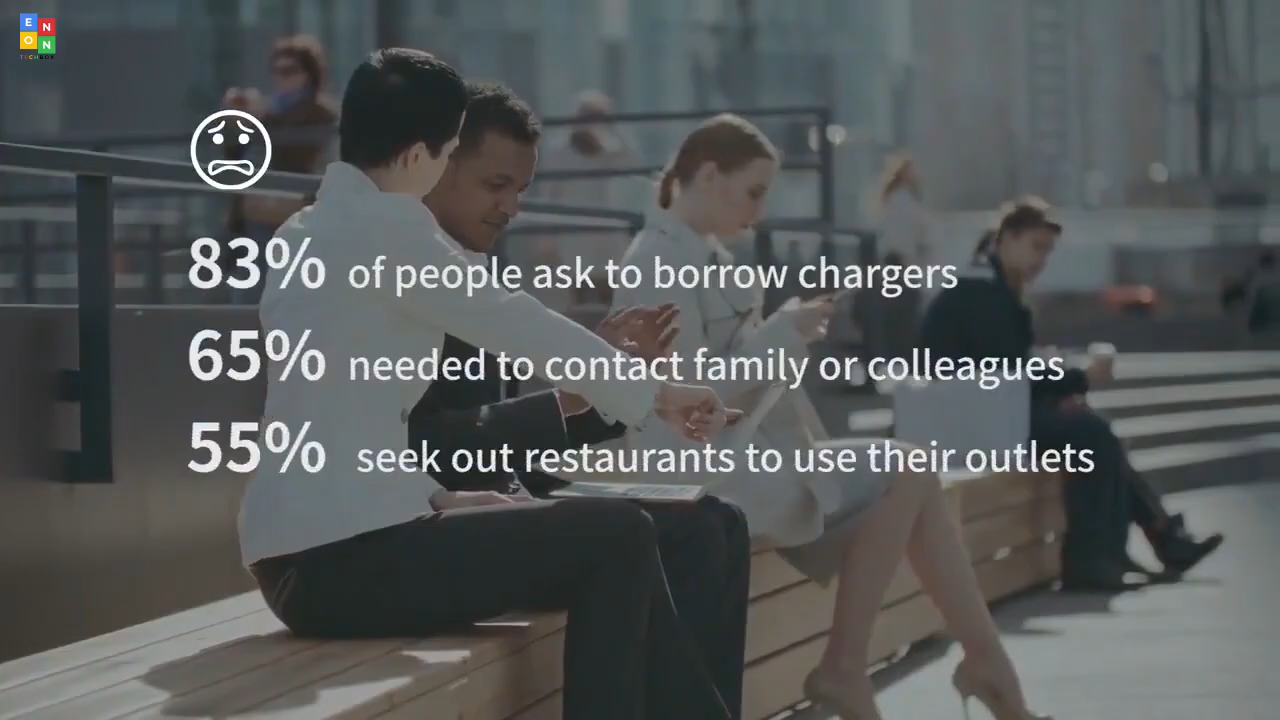 E N
O N
TECHBOX
83% of people ask to borrow chargers
65% needed to contact family or colleagues
55% seek out restaurants to use their outlets